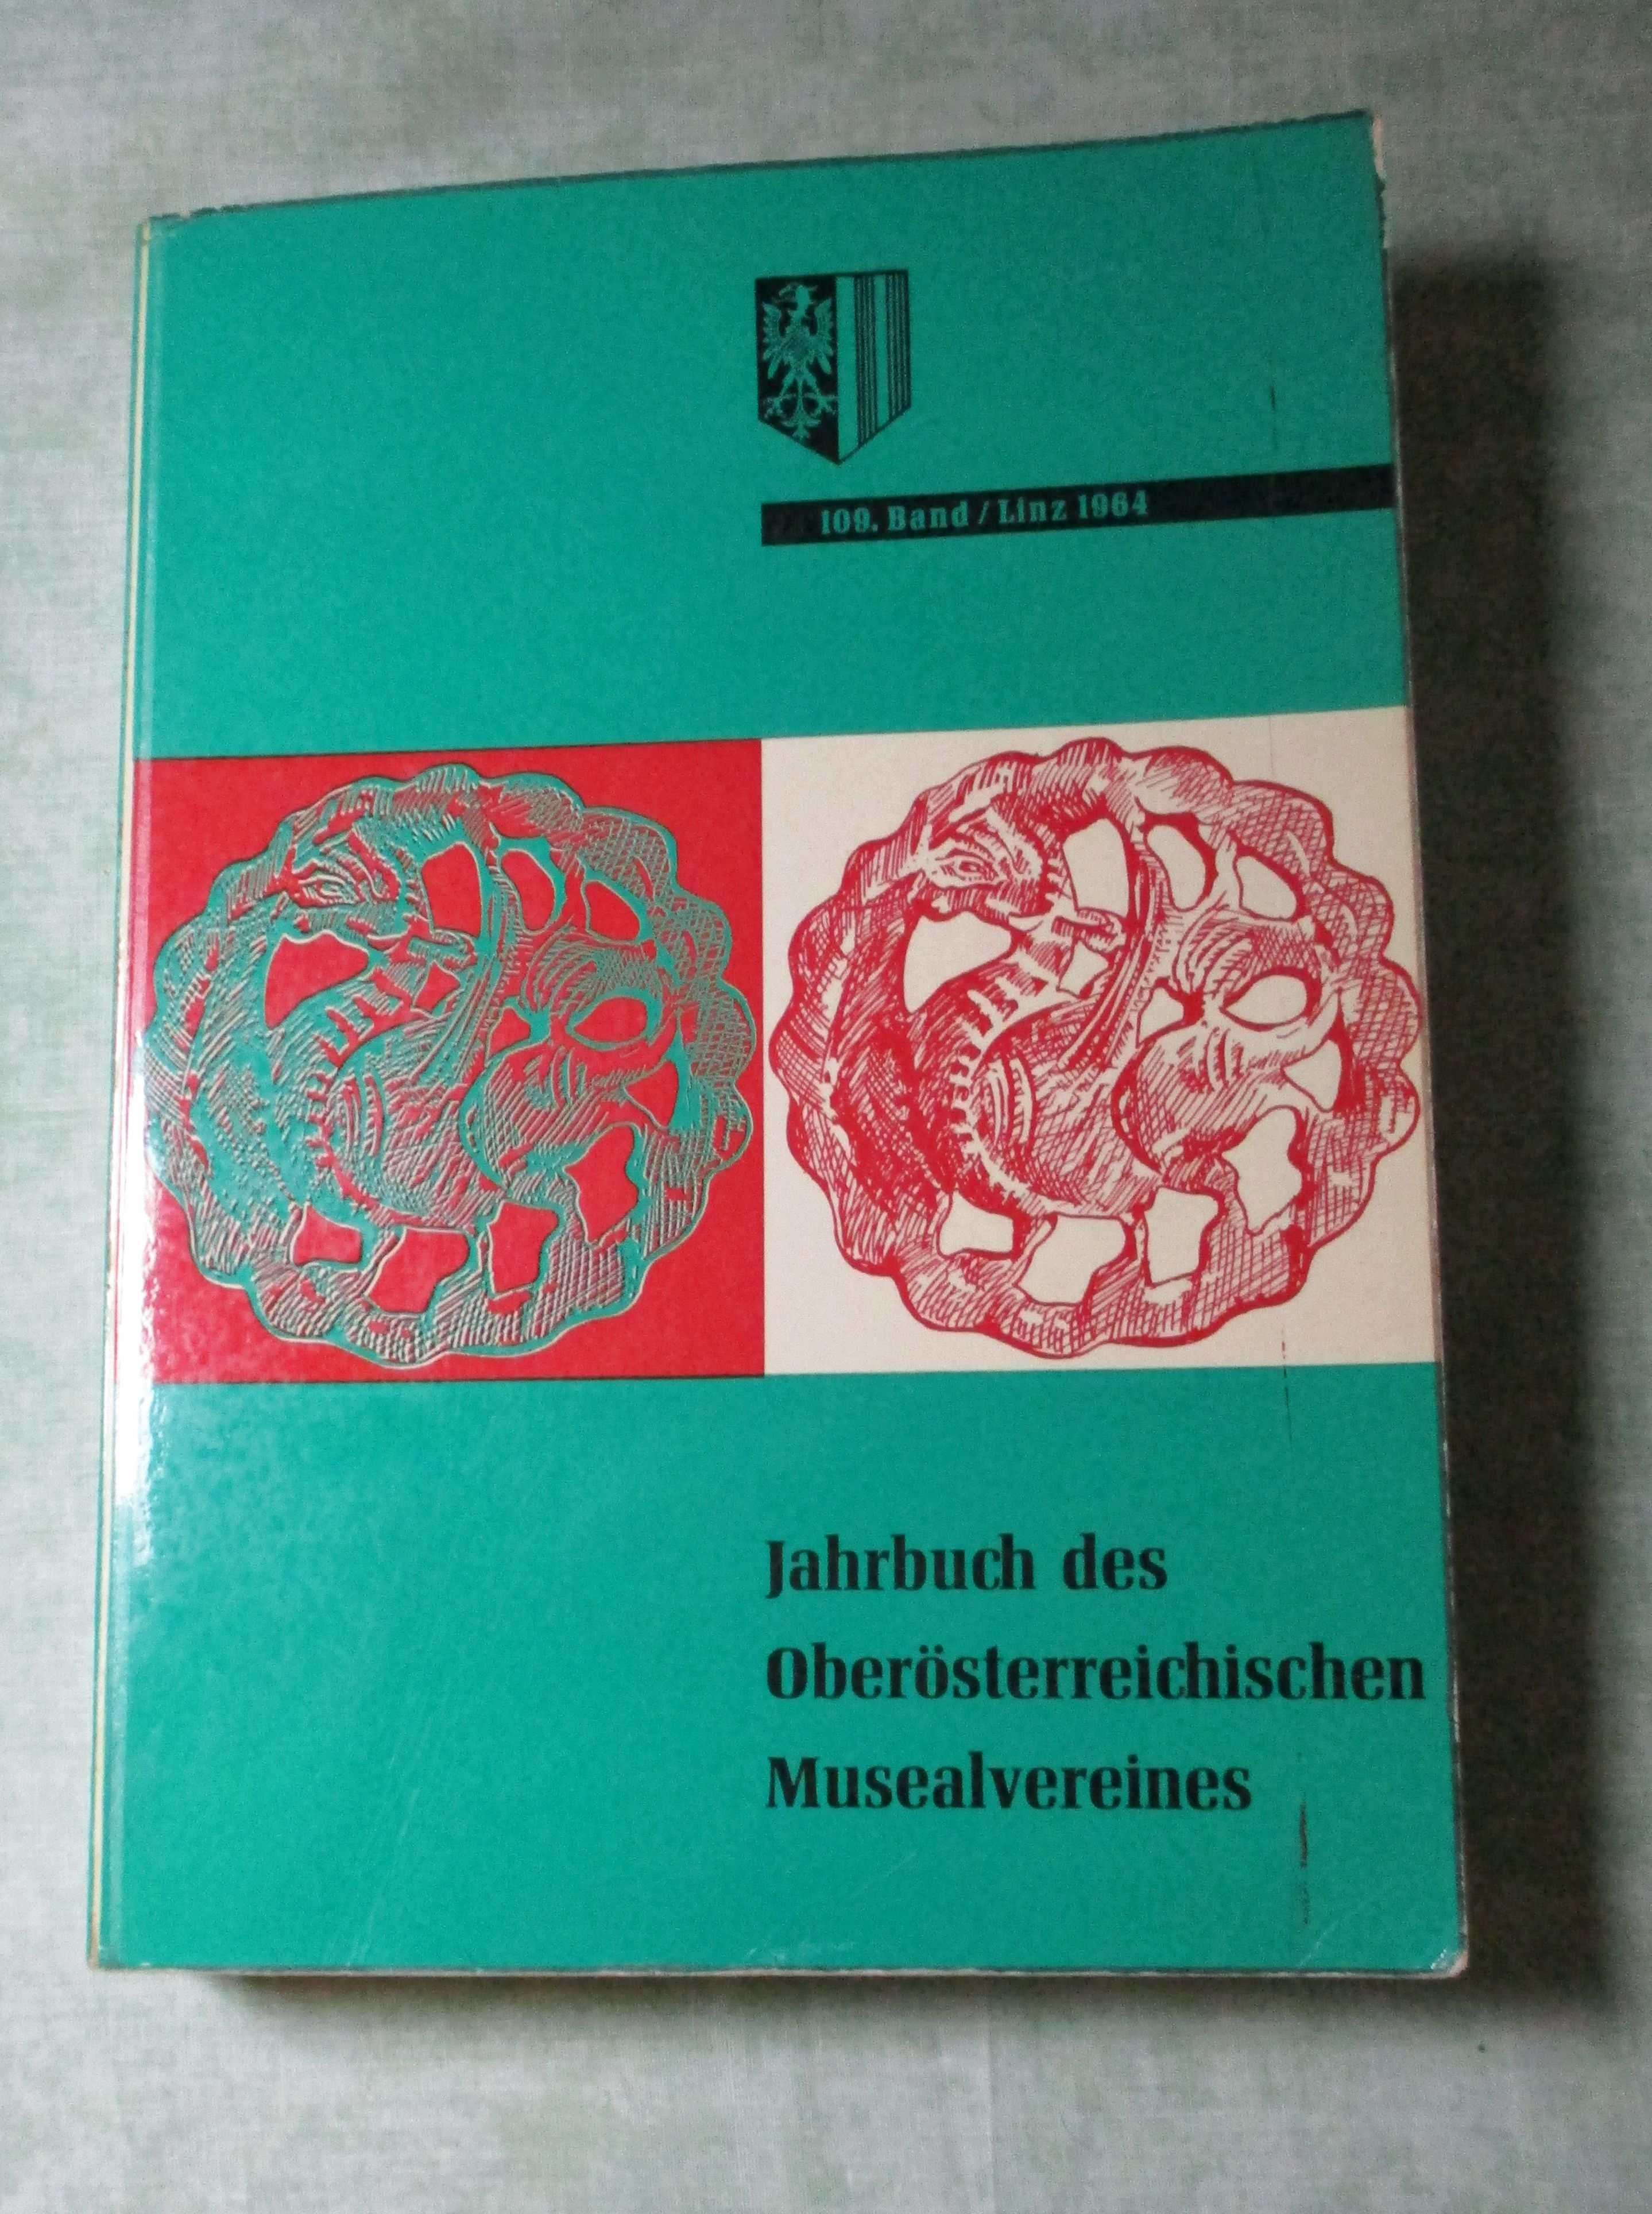 109. Band / Linz 1964
Jahrbuch des
Oberösterreichischen
Musealvereines